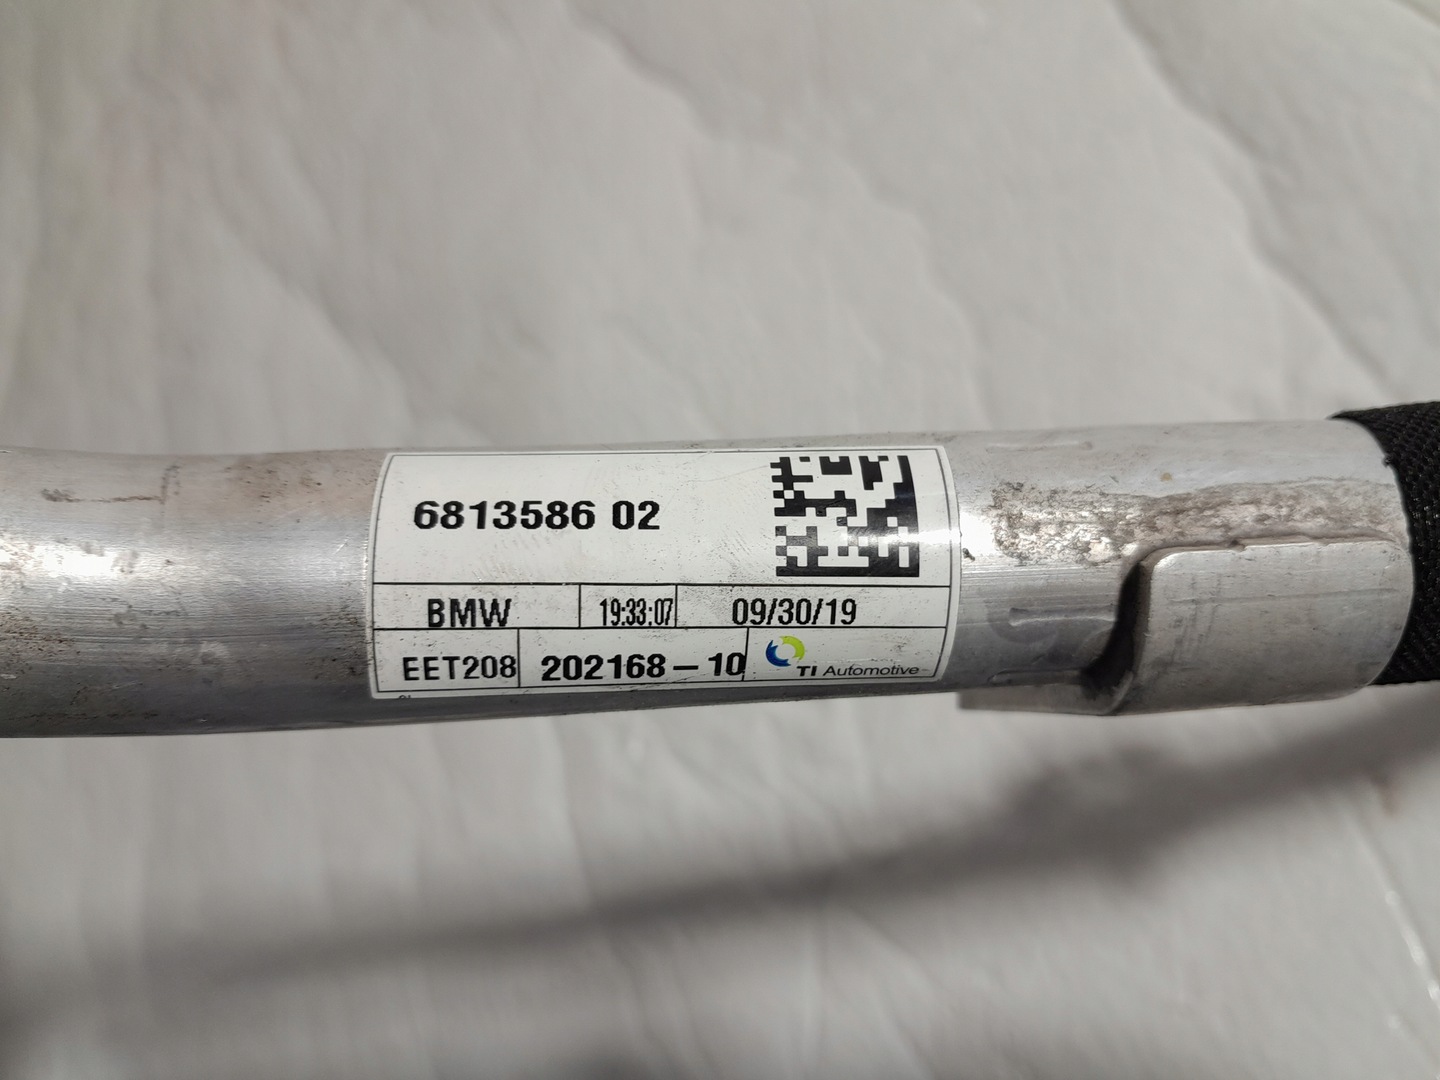 6813586 02
BMW 19:33:07 09/30/19
EET208 202168-10 TI Automotive